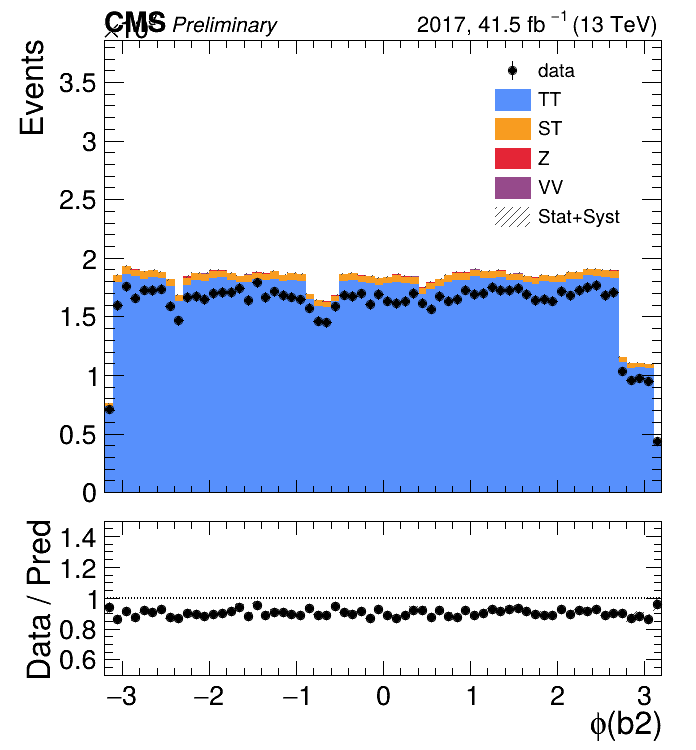 CMS Preliminary
2017, 41.5 fb⁻¹ (13 TeV)
Events
3.5
3
2.5
2
1.5
1
0.5
0
data
TT
ST
Z
VV
Stat+Syst
Data / Pred
1.4
1.2
1
0.8
0.6
−3 −2 −1 0 1 2 3
ϕ(b2)